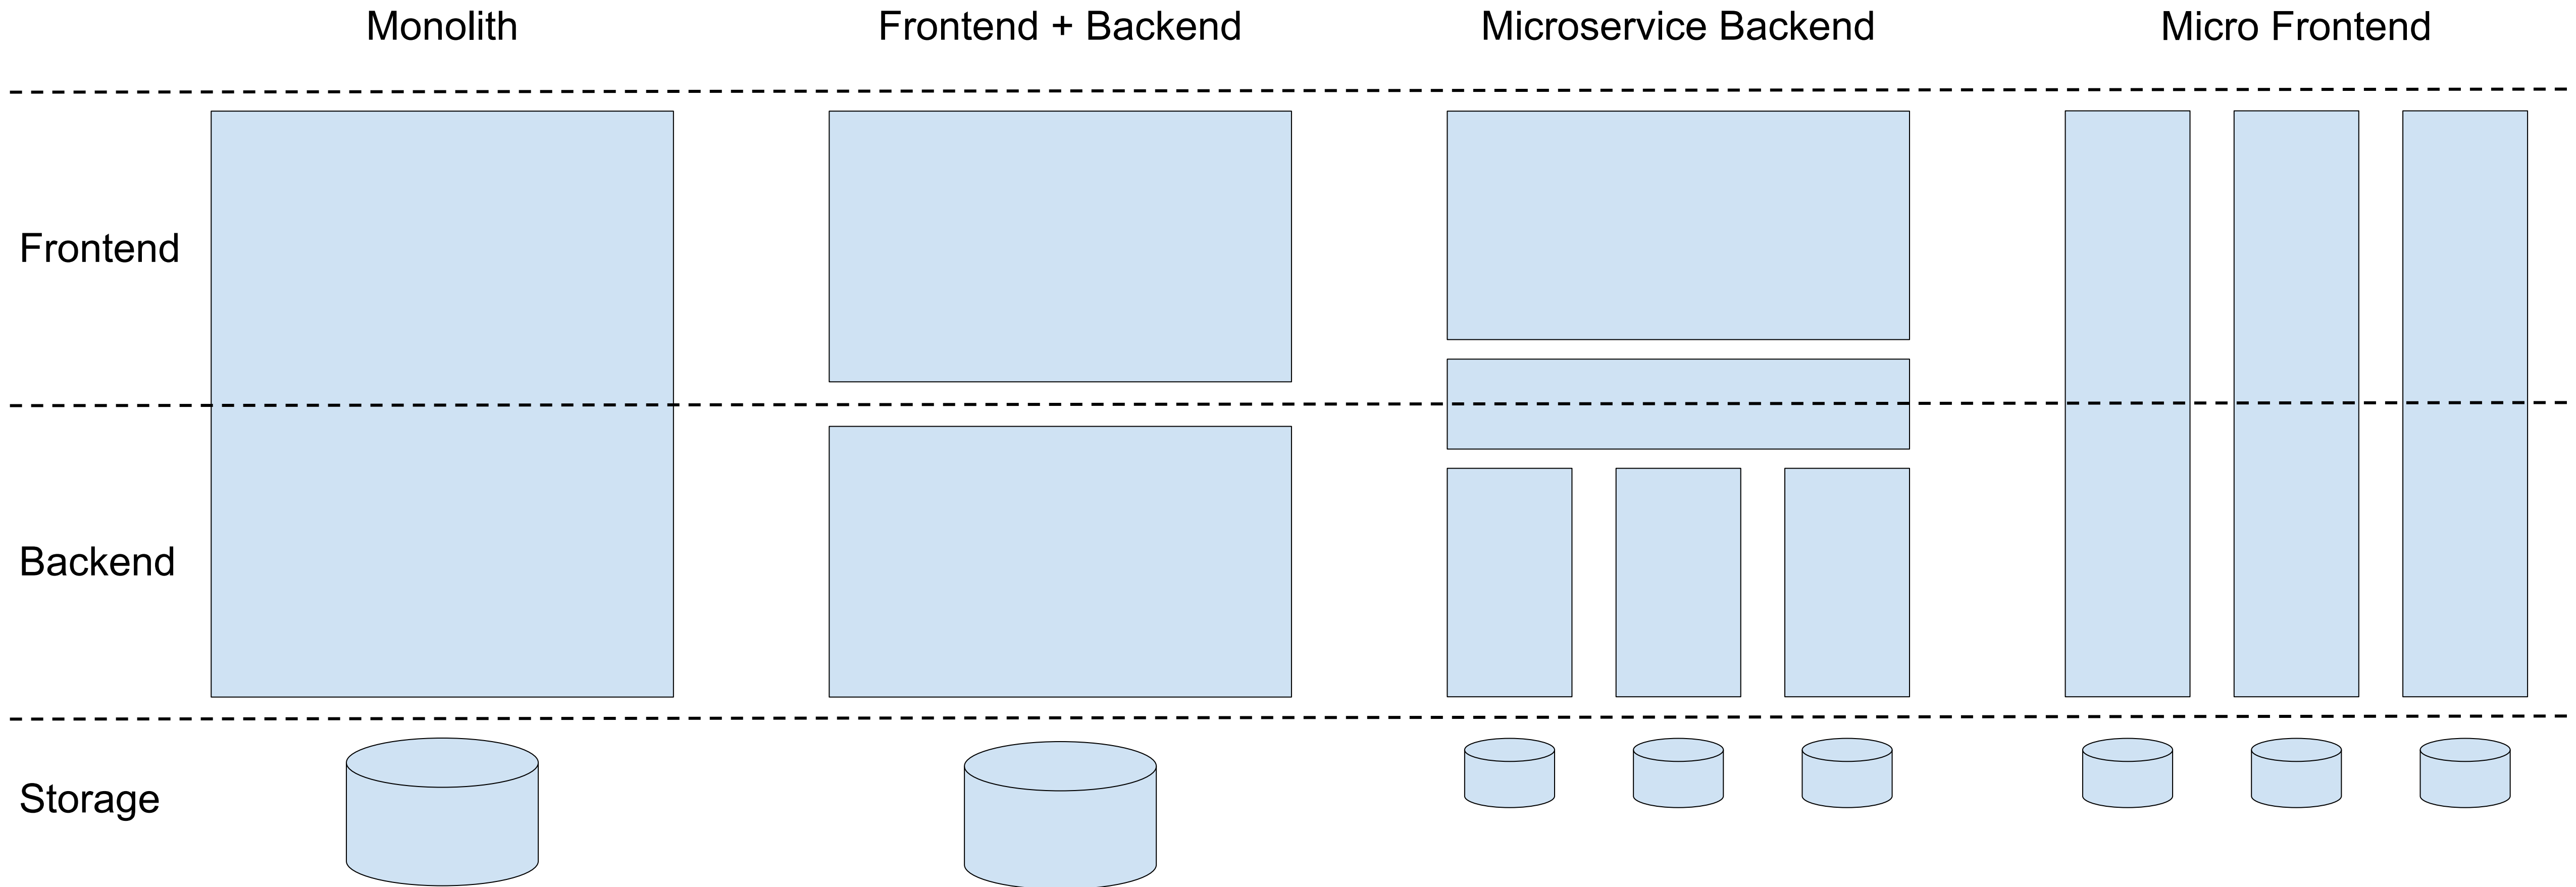 Monolith
Frontend + Backend
Microservice Backend
Micro Frontend
Frontend
Backend
Storage